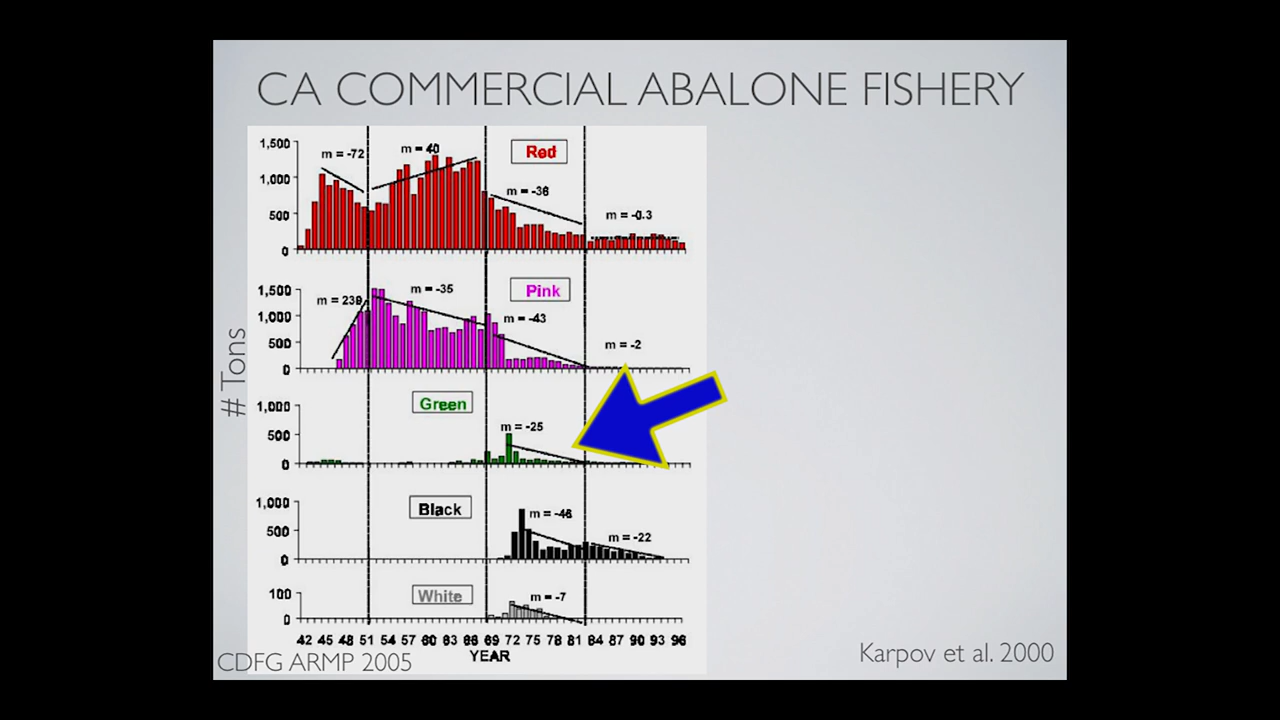 CA COMMERCIAL ABALONE FISHERY
# Tons
1,500
1,000
500
0
m = -72
m = 40
Red
m = -36
m = -0.3
1,500
1,000
500
0
m = 239
m = -35
Pink
m = -43
m = -2
1,000
500
0
Green
m = -25
1,000
500
0
Black
m = -46
m = -22
100
0
White
m = -7
42 45 48 51 54 57 60 63 66 69 72 75 78 81 84 87 90 93 96
YEAR
CDFG ARMP 2005
Karpov et al. 2000